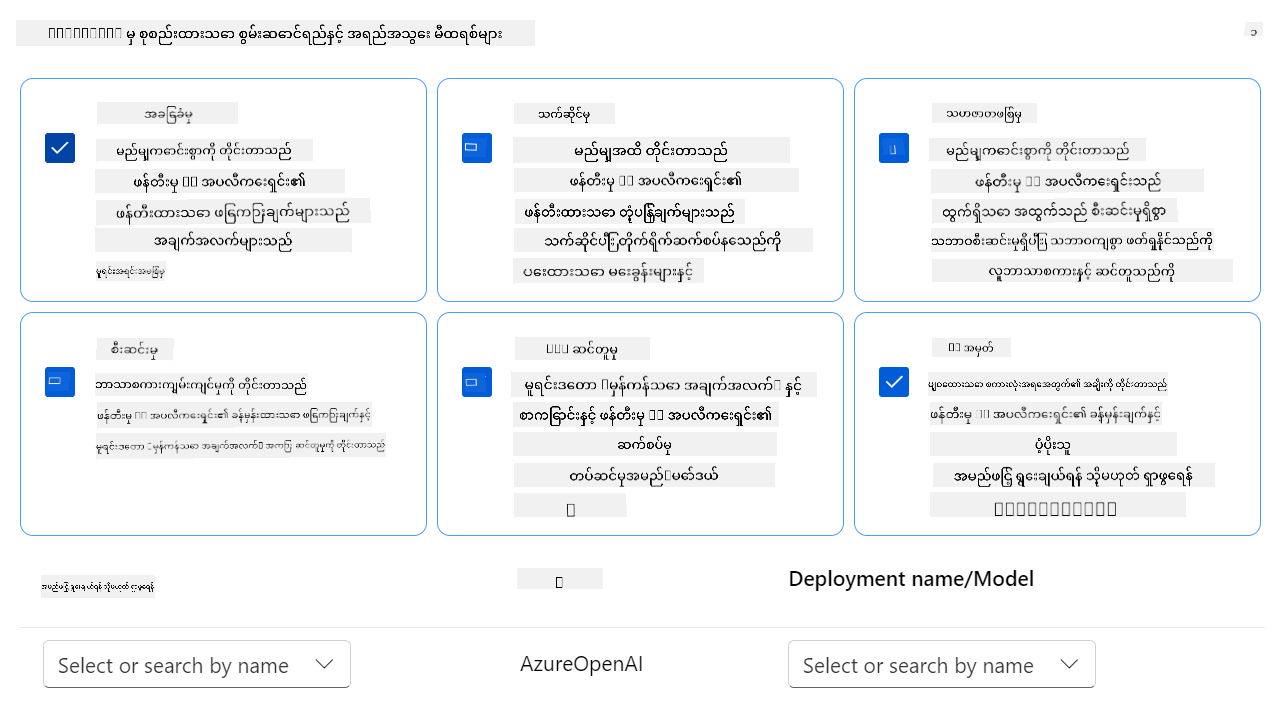 မှ စုစည်းထားသော စွမ်းဆောင်ရည်နှင့် အရည်အသွေး မီထရစ်များ
၁
အခြေခံမှု
မည်မျှကောင်းစွာကို တိုင်းတာသည်
ဖန်တီးမှု အပလီကေးရှင်း၏
ဖန်တီးထားသော ဖြေကြားချက်များသည်
အချက်အလက်များသည်
မူရင်းအရင်းအမြစ်မှ
သက်ဆိုင်မှု
မည်မျှအထိ တိုင်းတာသည်
ဖန်တီးမှု အပလီကေးရှင်း၏
ဖန်တီးထားသော တုံ့ပြန်ချက်များသည်
သက်ဆိုင်ပြီး တိုက်ရိုက်ဆက်စပ်နေသည်ကို
ပေးထားသော မေးခွန်းများနှင့်
သဟဇာတဖြစ်မှု
မည်မျှကောင်းစွာကို တိုင်းတာသည်
ဖန်တီးမှု အပလီကေးရှင်းသည်
ထွက်ရှိသော အထွက်သည် စီးဆင်းမှုရှိစွာ
သဘာဝစီးဆင်းမှုရှိပြီး သဘာဝကျစွာ ဖတ်ရှုနိုင်သည်ကို
လူ့ဘာသာစကားနှင့် ဆင်တူသည်ကို
စီးဆင်းမှု
ဘာသာစကားကျွမ်းကျင်မှုကို တိုင်းတာသည်
ဖန်တီးမှု အပလီကေးရှင်း၏ ခန့်မှန်းထားသော ဖြေကြားချက်နှင့်
မူရင်းဒေတာ မှန်ကန်သော အချက်အလက် အကြား ဆင်တူမှုကို တိုင်းတာသည်
ဆင်တူမှု
မူရင်းဒေတာ မှန်ကန်သော အချက်အလက် နှင့်
စာကြောင်းနှင့် ဖန်တီးမှု အပလီကေးရှင်း၏
ဆက်စပ်မှု
တပ်ဆင်မှုအမည် မော်ဒယ်
အမှတ်
မျှဝေထားသော စကားလုံးအရေအတွက်၏ အချိုးကို တိုင်းတာသည်
ဖန်တီးမှု အပလီကေးရှင်း၏ ခန့်မှန်းချက်နှင့်
ပံ့ပိုးသူ
အမည်ဖြင့် ရွေးချယ်ရန် သို့မဟုတ် ရှာဖွေရန်
အမည်ဖြင့် ရွေးချယ်ရန် သို့မဟုတ် ရှာဖွေရန်
Deployment name/Model
Select or search by name
AzureOpenAI
Select or search by name